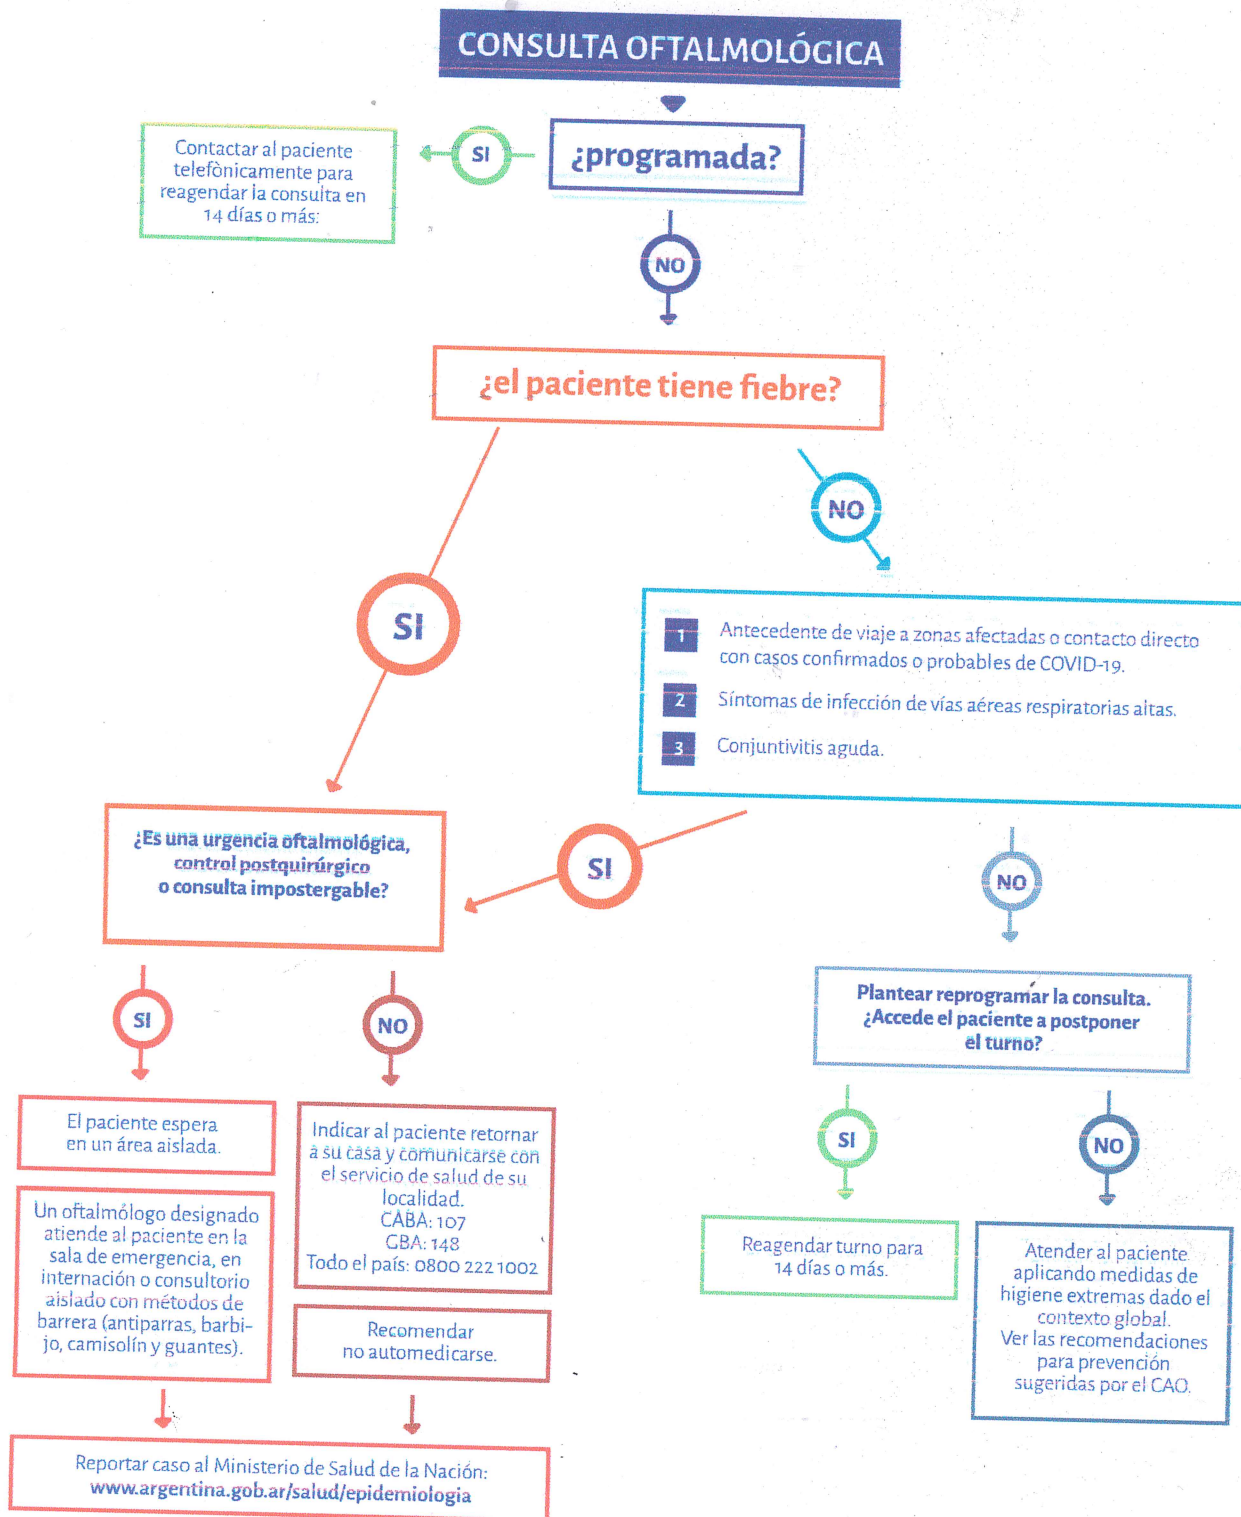 CONSULTA OFTALMOLÓGICA
¿programada?
SI
Contactar al paciente
telefònicamente para
reagendar la consulta en
14 días o más:
NO
¿el paciente tiene fiebre?
SI
NO
1 Antecedente de viaje a zonas afectadas o contacto directo
con casos confirmados o probables de COVID-19.
2 Síntomas de infección de vías aéreas respiratorias altas.
3 Conjuntivitis aguda.
SI
NO
¿Es una urgencia oftalmológica,
control postquirúrgico
o consulta impostergable?
SI
NO
Plantear reprogramar la consulta.
¿Accede el paciente a postponer
el turno?
SI
NO
El paciente espera
en un área aislada.
Un oftalmólogo designado
atiende al paciente en la
sala de emergencia, en
internación o consultorio
aislado con métodos de
barrera (antiparras, barbi-
jo, camisolín y guantes).
Indicar al paciente retornar
a su casa y comunicarse con
el servicio de salud de su
localidad.
CABA: 107
GBA: 148
Todo el país: 0800 222 1002
Recomendar
no automedicarse.
Reagendar turno para
14 días o más.
Atender al paciente
aplicando medidas de
higiene extremas dado el
contexto global.
Ver las recomendaciones
para prevención
sugeridas por el CAO.
Reportar caso al Ministerio de Salud de la Nación:
www.argentina.gob.ar/salud/epidemiologia